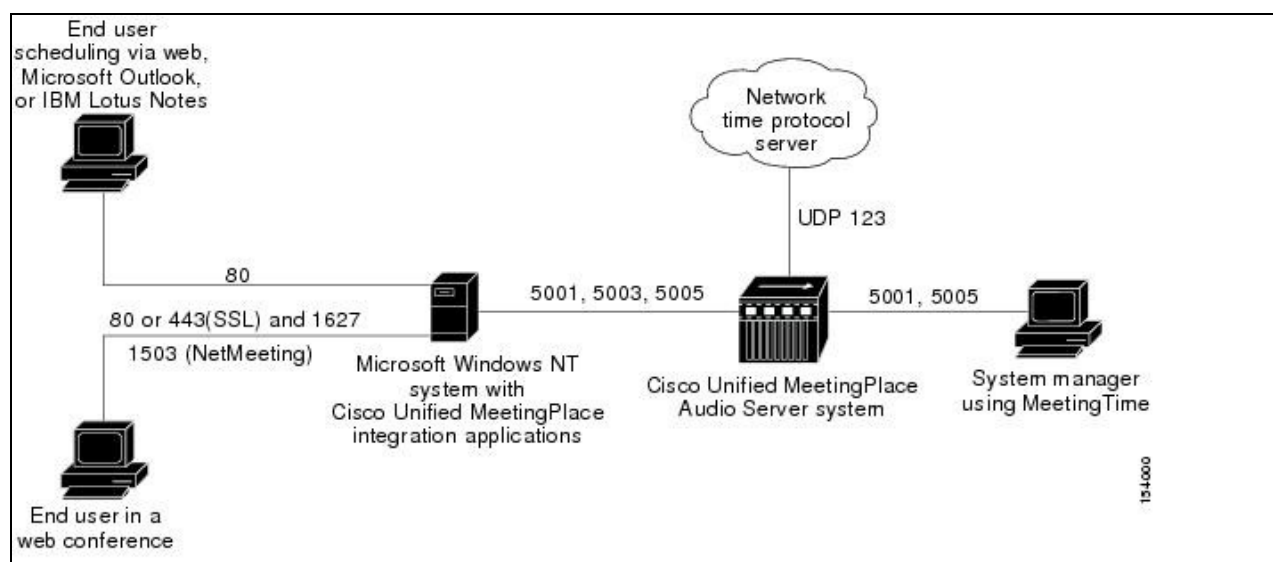 End user
scheduling via web,
Microsoft Outlook,
or IBM Lotus Notes
Network
time protocol
server
UDP 123
80
5001, 5003, 5005
5001, 5005
80 or 443(SSL) and 1627
1503 (NetMeeting)
Microsoft Windows NT
system with
Cisco Unified MeetingPlace
integration applications
Cisco Unified MeetingPlace
Audio Server system
System manager
using MeetingTime
End user in a
web conference
154000